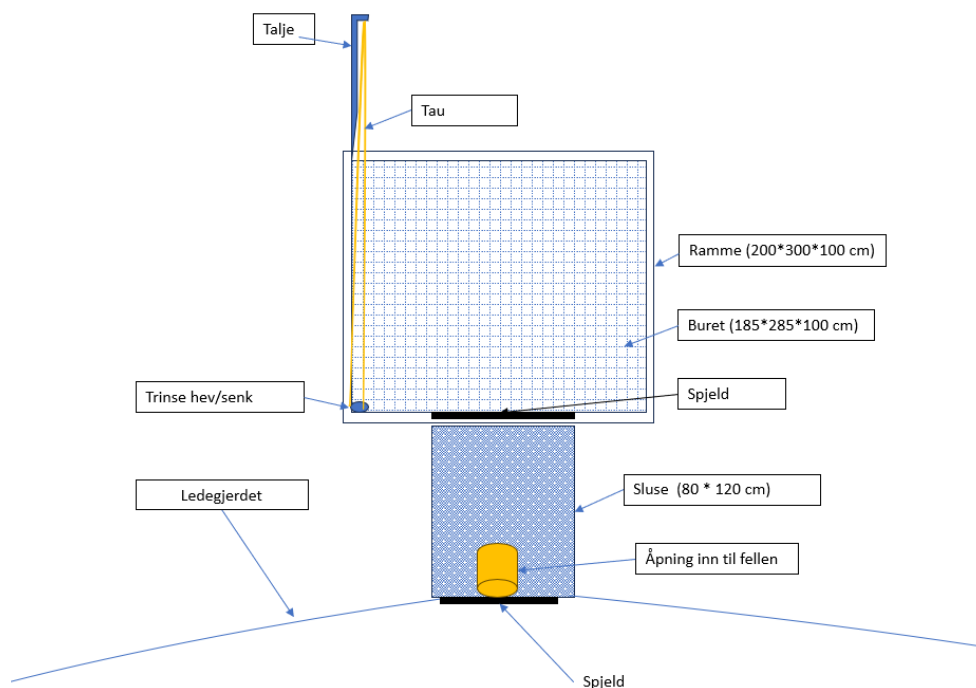 Talje
Tau
Ramme (200*300*100 cm)
Buret (185*285*100 cm)
Trinse hev/senk
Spjeld
Ledegjerdet
Sluse  (80 * 120 cm)
Åpning inn til fellen
Spjeld